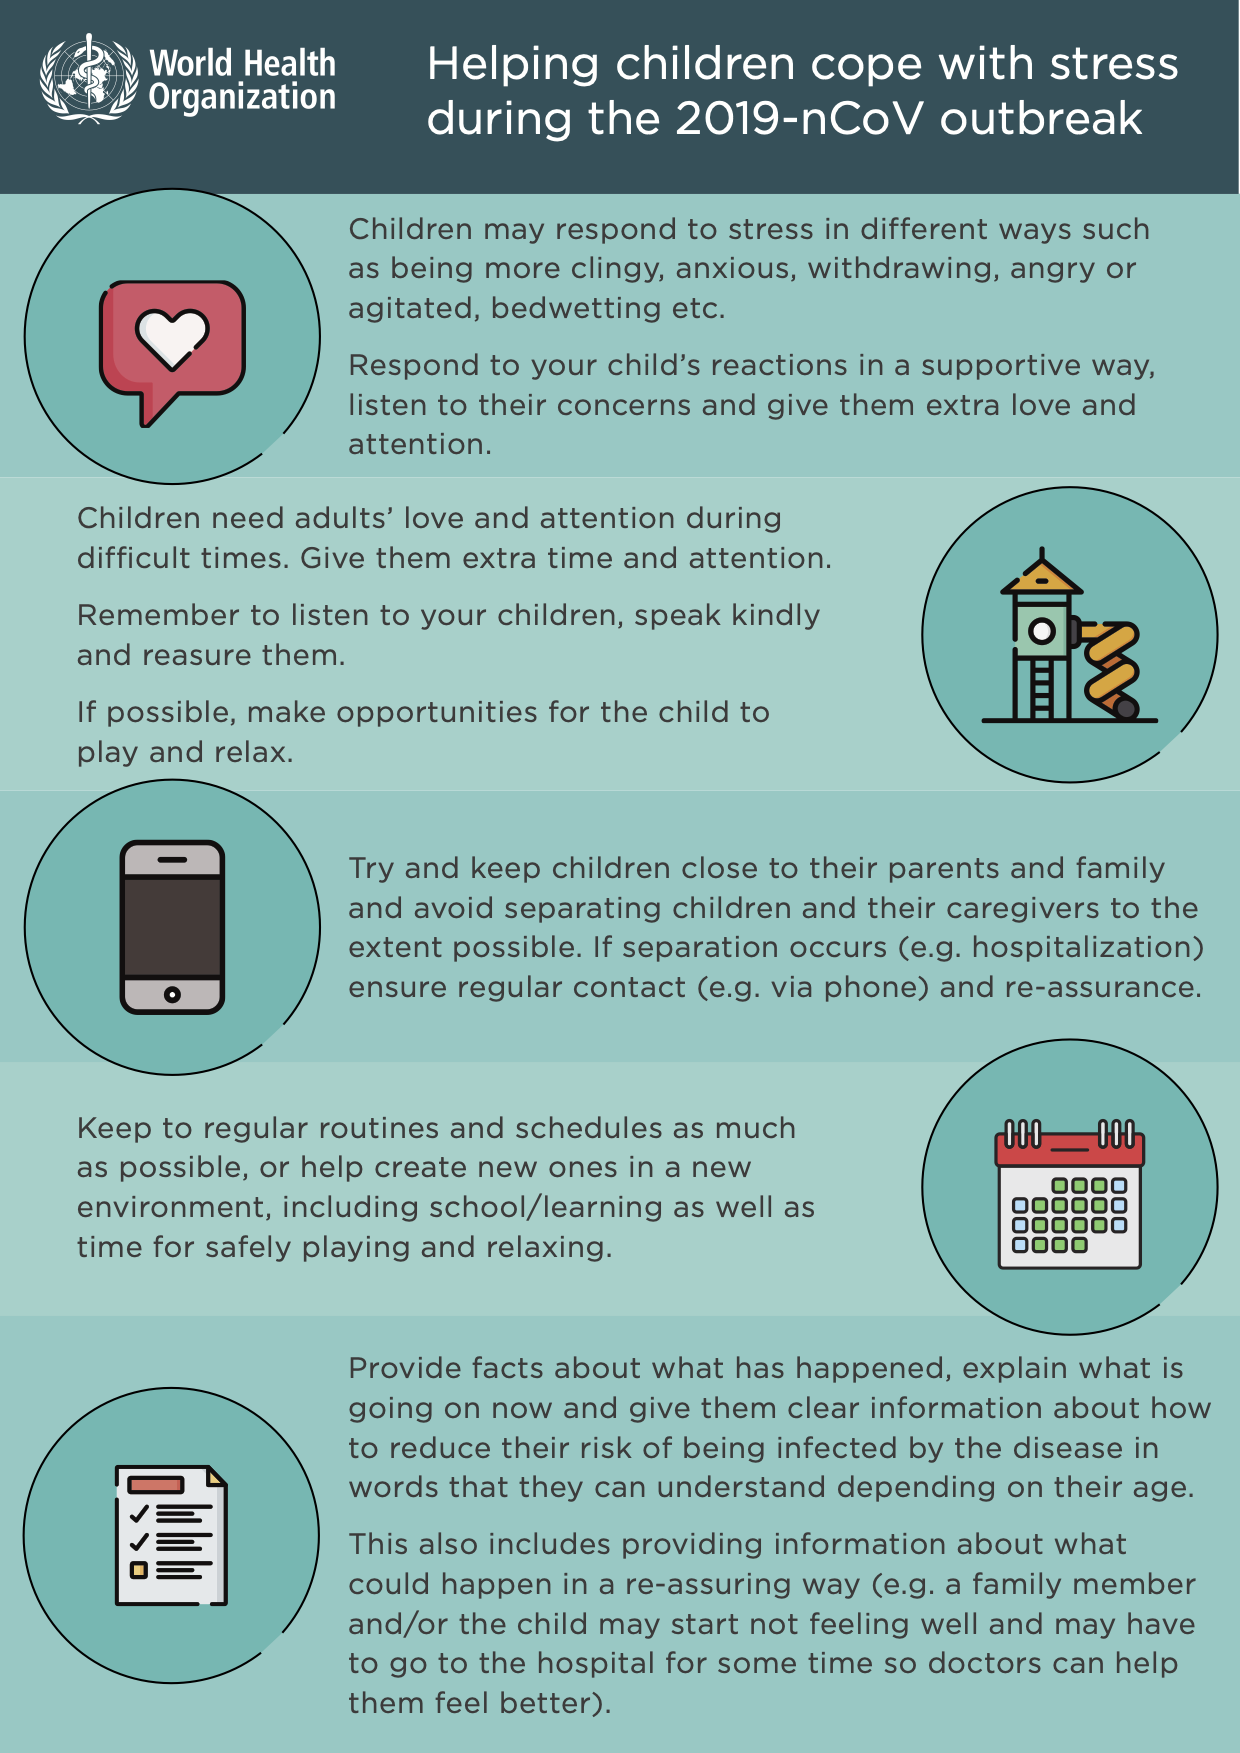 World Health
Organization
Helping children cope with stress
during the 2019-nCoV outbreak
Children may respond to stress in different ways such
as being more clingy, anxious, withdrawing, angry or
agitated, bedwetting etc.
Respond to your child’s reactions in a supportive way,
listen to their concerns and give them extra love and
attention.
Children need adults’ love and attention during
difficult times. Give them extra time and attention.
Remember to listen to your children, speak kindly
and reasure them.
If possible, make opportunities for the child to
play and relax.
Try and keep children close to their parents and family
and avoid separating children and their caregivers to the
extent possible. If separation occurs (e.g. hospitalization)
ensure regular contact (e.g. via phone) and re-assurance.
Keep to regular routines and schedules as much
as possible, or help create new ones in a new
environment, including school/learning as well as
time for safely playing and relaxing.
Provide facts about what has happened, explain what is
going on now and give them clear information about how
to reduce their risk of being infected by the disease in
words that they can understand depending on their age.
This also includes providing information about what
could happen in a re-assuring way (e.g. a family member
and/or the child may start not feeling well and may have
to go to the hospital for some time so doctors can help
them feel better).